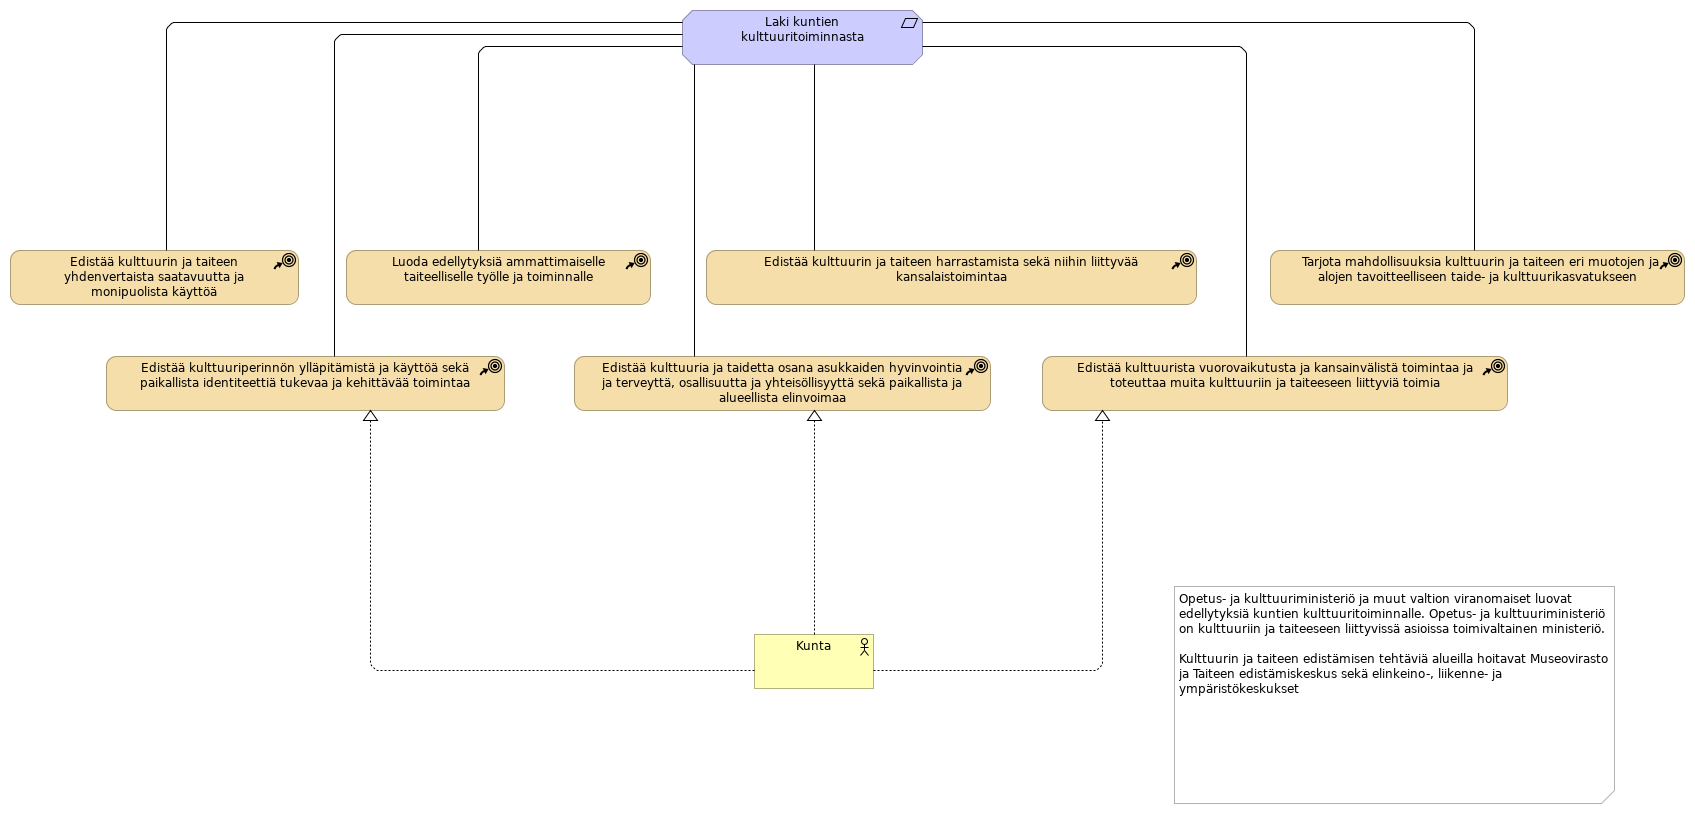 Laki kuntien
kulttuuritoiminnasta
Edistää kulttuurin ja taiteen
yhdenvertaista saatavuutta ja
monipuolista käyttöä
Luoda edellytyksiä ammattimaiselle
taiteelliselle työlle ja toiminnalle
Edistää kulttuurin ja taiteen harrastamista sekä niihin liittyvää
kansalaistoimintaa
Tarjota mahdollisuuksia kulttuurin ja taiteen eri muotojen ja
alojen tavoitteelliseen taide- ja kulttuurikasvatukseen
Edistää kulttuuriperinnön ylläpitämistä ja käyttöä sekä
paikallista identiteettiä tukevaa ja kehittävää toimintaa
Edistää kulttuuria ja taidetta osana asukkaiden hyvinvointia
ja terveyttä, osallisuutta ja yhteisöllisyyttä sekä paikallista ja
alueellista elinvoimaa
Edistää kulttuurista vuorovaikutusta ja kansainvälistä toimintaa ja
toteuttaa muita kulttuuriin ja taiteeseen liittyviä toimia
Kunta
Opetus- ja kulttuuriministeriö ja muut valtion viranomaiset luovat
edellytyksiä kuntien kulttuuritoiminnalle. Opetus- ja kulttuuriministeriö
on kulttuuriin ja taiteeseen liittyvissä asioissa toimivaltainen ministeriö.
Kulttuurin ja taiteen edistämisen tehtäviä alueilla hoitavat Museovirasto
ja Taiteen edistämiskeskus sekä elinkeino-, liikenne- ja
ympäristökeskukset